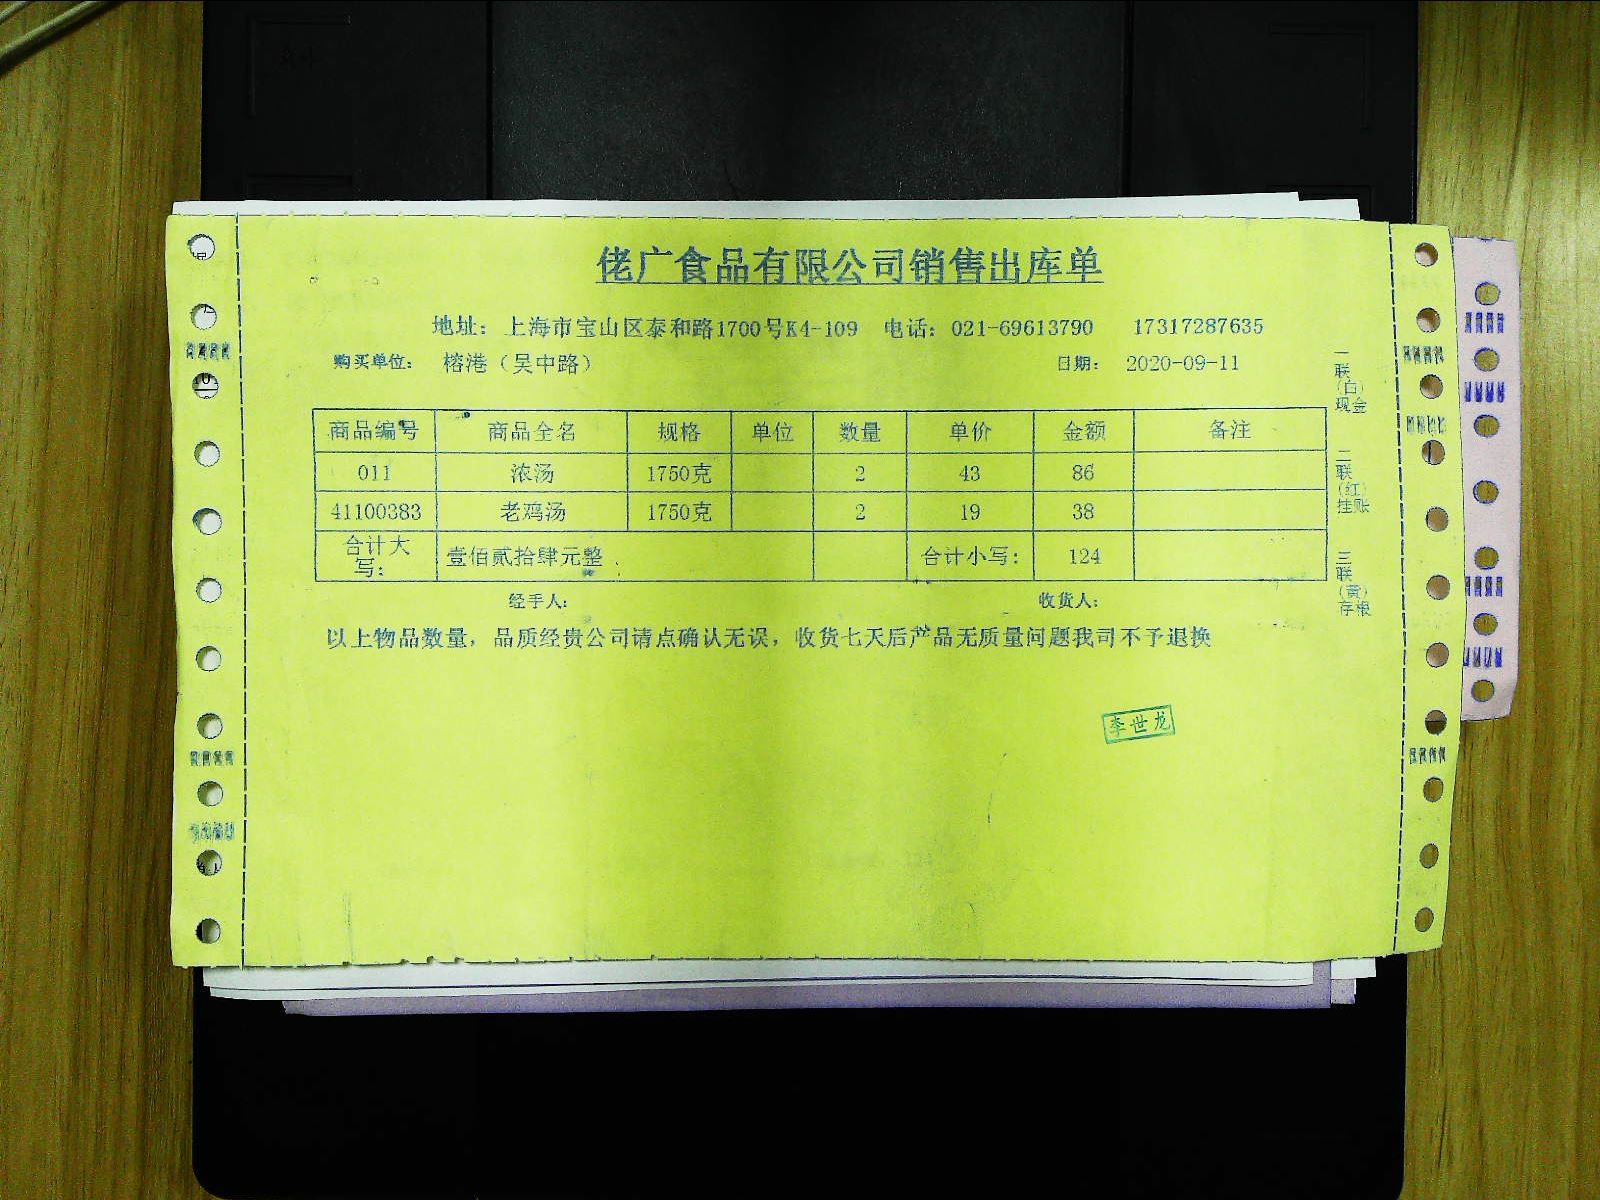 佬广食品有限公司销售出库单
地址：上海市宝山区泰和路1700号K4-109 电话：021-69613790 17317287635
购买单位： 榕港（吴中路） 日期： 2020-09-11
商品编号 商品全名 规格 单位 数量 单价 金额 备注
011 浓汤 1750克 2 43 86
41100383 老鸡汤 1750克 2 19 38
合计大写： 壹佰贰拾肆元整 合计小写： 124
经手人： 收货人：
以上物品数量，品质经贵公司请点确认无误，收货七天后产品无质量问题我司不予退换
李世龙
一联（白）现金
二联（红）挂账
三联（黄）存根